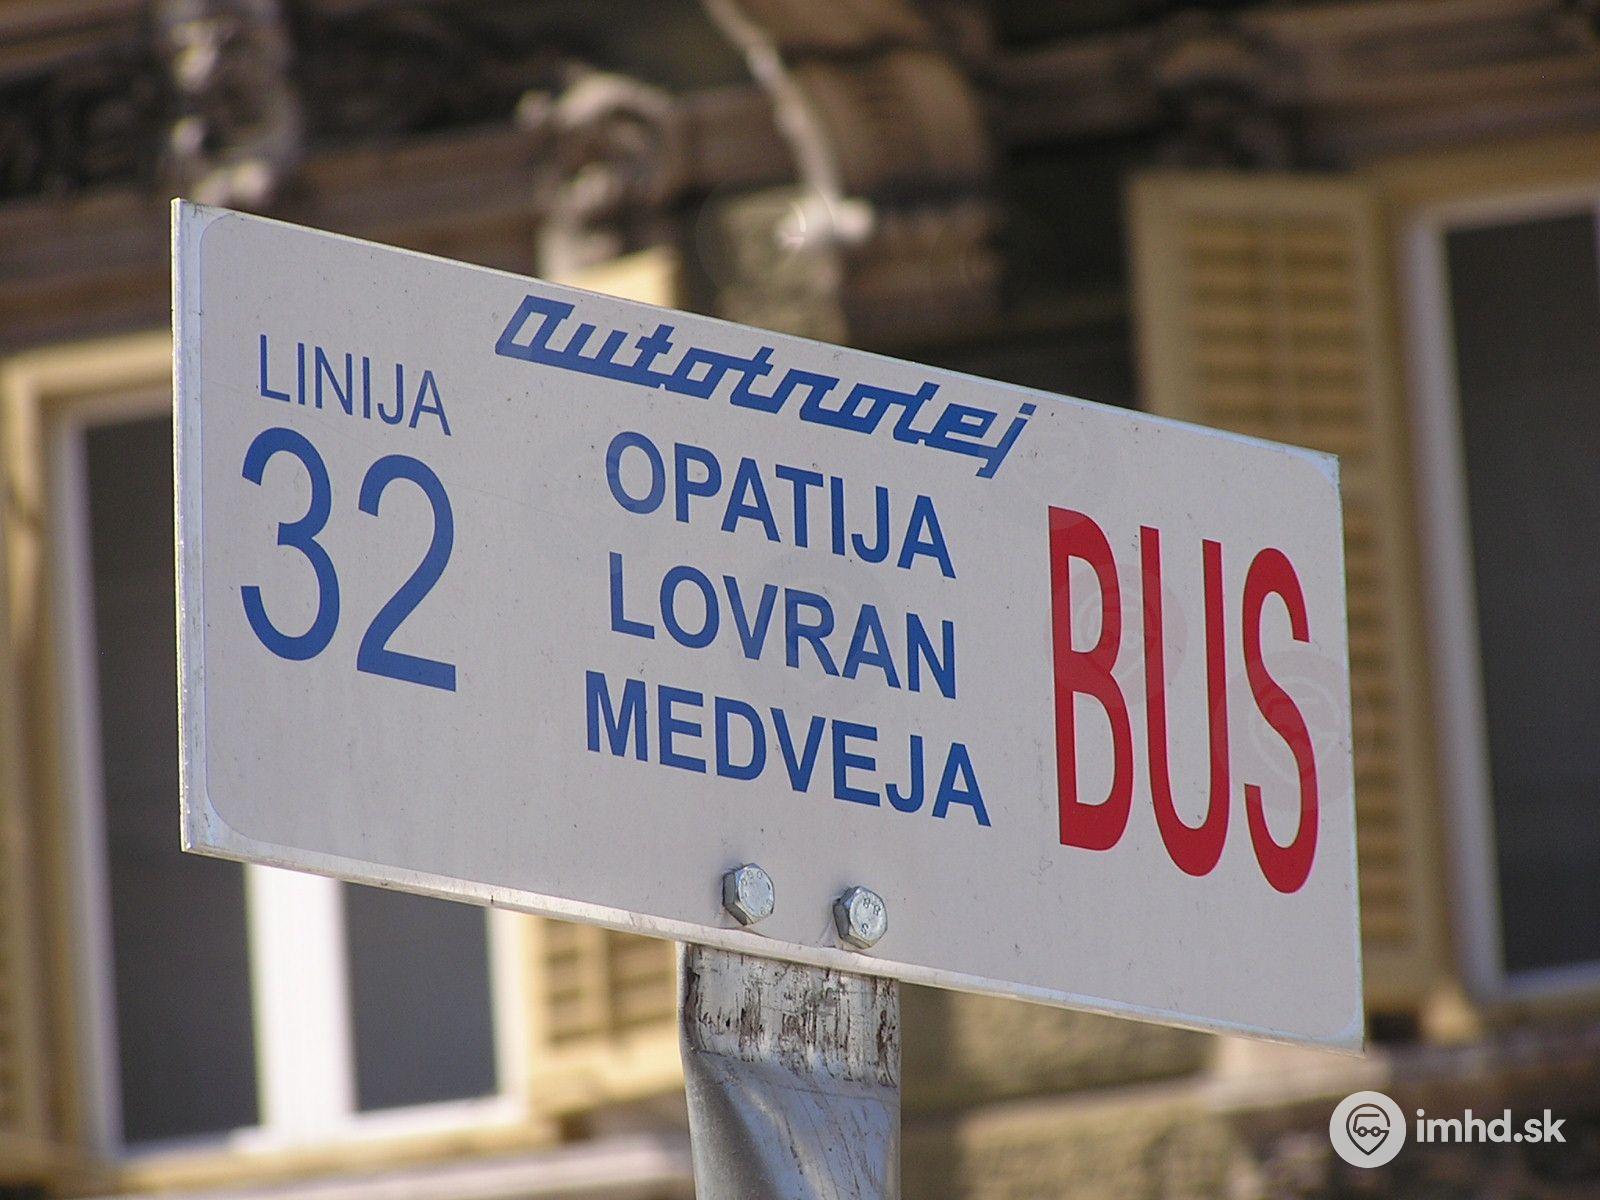 autotrolej
LINIJA
32
OPATIJA
LOVRAN
MEDVEJA
BUS
imhd.sk